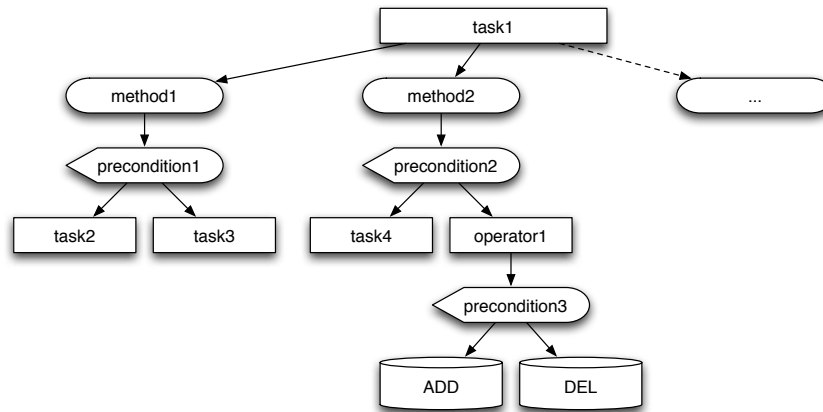 task1
method1
method2
...
precondition1
precondition2
task2
task3
task4
operator1
precondition3
ADD
DEL